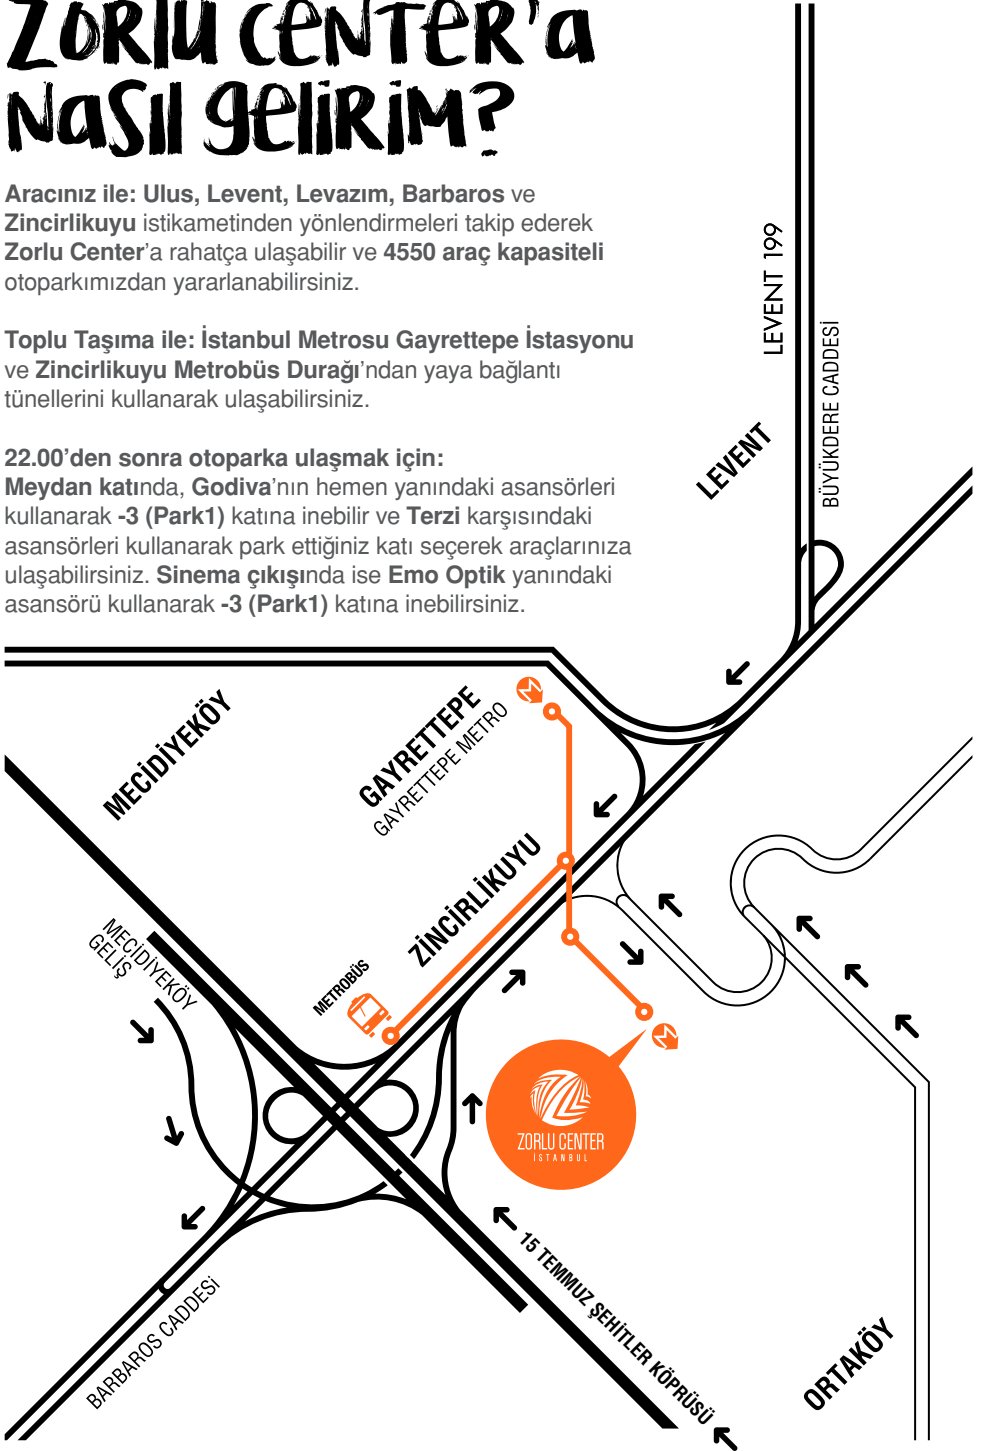 ZORlU CENTER'a
NaSIl gelirim?
Aracınız ile: Ulus, Levent, Levazım, Barbaros ve
Zincirlikuyu istikametinden yönlendirmeleri takip ederek
Zorlu Center'a rahatça ulaşabilir ve 4550 araç kapasiteli
otoparkımızdan yararlanabilirsiniz.
Toplu Taşıma ile: İstanbul Metrosu Gayrettepe İstasyonu
ve Zincirlikuyu Metrobüs Durağı'ndan yaya bağlantı
tünellerini kullanarak ulaşabilirsiniz.
22.00'den sonra otoparka ulaşmak için:
Meydan katında, Godiva'nın hemen yanındaki asansörleri
kullanarak -3 (Park1) katına inebilir ve Terzi karşısındaki
asansörleri kullanarak park ettiğiniz katı seçerek araçlarınıza
ulaşabilirsiniz. Sinema çıkışında ise Emo Optik yanındaki
asansörü kullanarak -3 (Park1) katına inebilirsiniz.
LEVENT 199
BÜYÜKDERE CADDESİ
LEVENT
MECİDİYEKÖY
GAYRETTEPE
GAYRETTEPE METRO
M
ZİNCİRLİKUYU
MECİDİYEKÖY
GELİŞ
METROBÜS
M
ZORLU CENTER
İSTANBUL
15 TEMMUZ ŞEHİTLER KÖPRÜSÜ
BARBAROS CADDESİ
ORTAKÖY